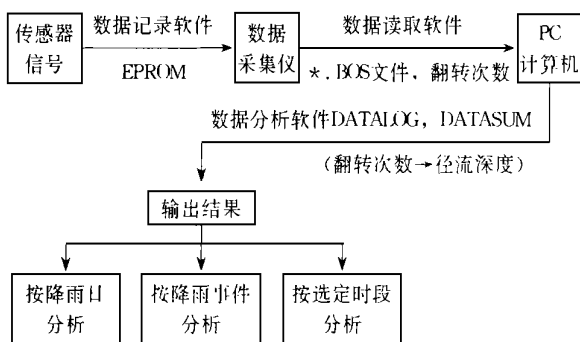 传感器
信号
数据记录软件
EPROM
数据
采集仪
数据读取软件
*.BOS文件，翻转次数
PC
计算机
数据分析软件DATALOG，DATASUM
（翻转次数→径流深度）
输出结果
按降雨日
分析
按降雨事件
分析
按选定时段
分析